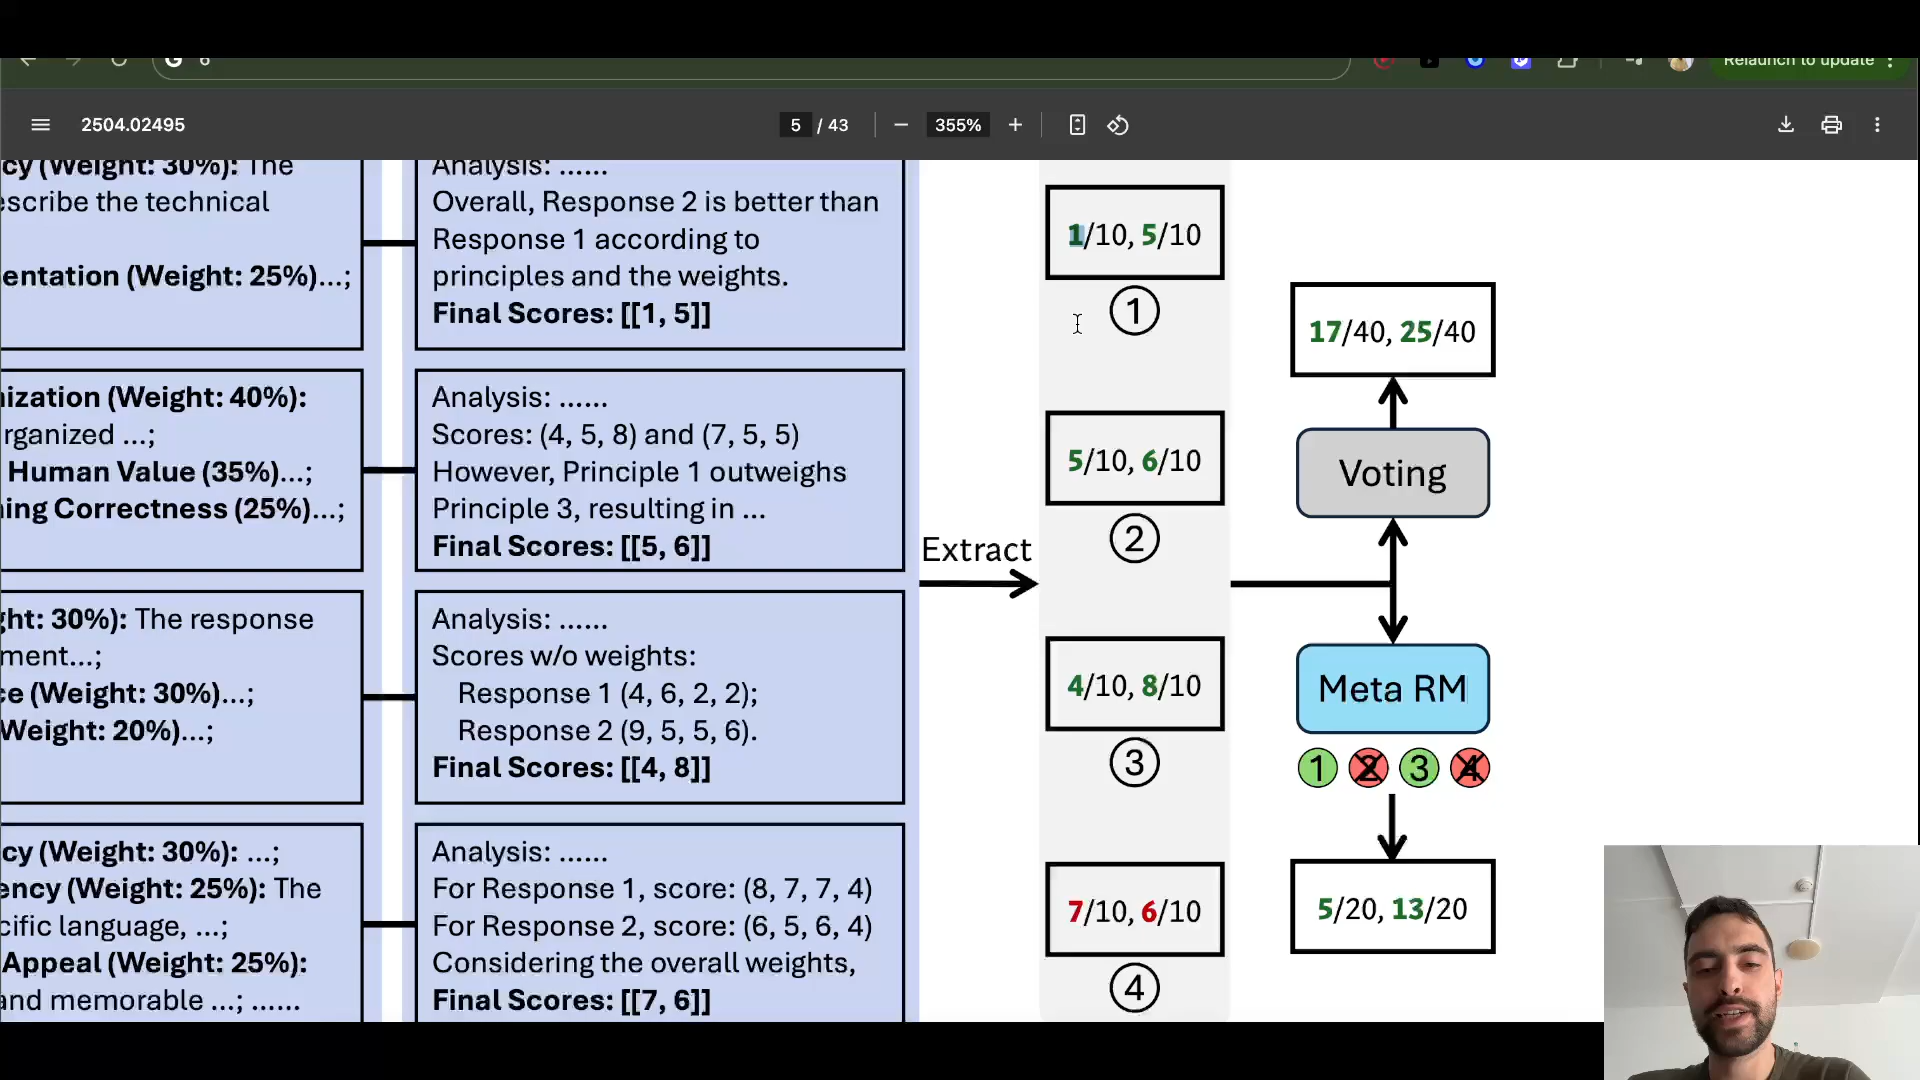 Relaunch to update
2504.02495
5 / 43
355%
cy (Weight: 30%): The
escribe the technical
entation (Weight: 25%)...;
Analysis: ......
Overall, Response 2 is better than
Response 1 according to
principles and the weights.
Final Scores: [[1, 5]]
ization (Weight: 40%):
rganized ...;
Human Value (35%)...;
ing Correctness (25%)...;
Analysis: ......
Scores: (4, 5, 8) and (7, 5, 5)
However, Principle 1 outweighs
Principle 3, resulting in ...
Final Scores: [[5, 6]]
ght: 30%): The response
ment...;
ce (Weight: 30%)...;
Weight: 20%)...;
Analysis: ......
Scores w/o weights:
Response 1 (4, 6, 2, 2);
Response 2 (9, 5, 5, 6).
Final Scores: [[4, 8]]
cy (Weight: 30%): ...;
ency (Weight: 25%): The
cific language, ...;
Appeal (Weight: 25%):
and memorable ...; ......
Analysis: ......
For Response 1, score: (8, 7, 7, 4)
For Response 2, score: (6, 5, 6, 4)
Considering the overall weights,
Final Scores: [[7, 6]]
Extract
1/10, 5/10
1
5/10, 6/10
2
4/10, 8/10
3
7/10, 6/10
4
17/40, 25/40
Voting
Meta RM
1 2 3 4
5/20, 13/20